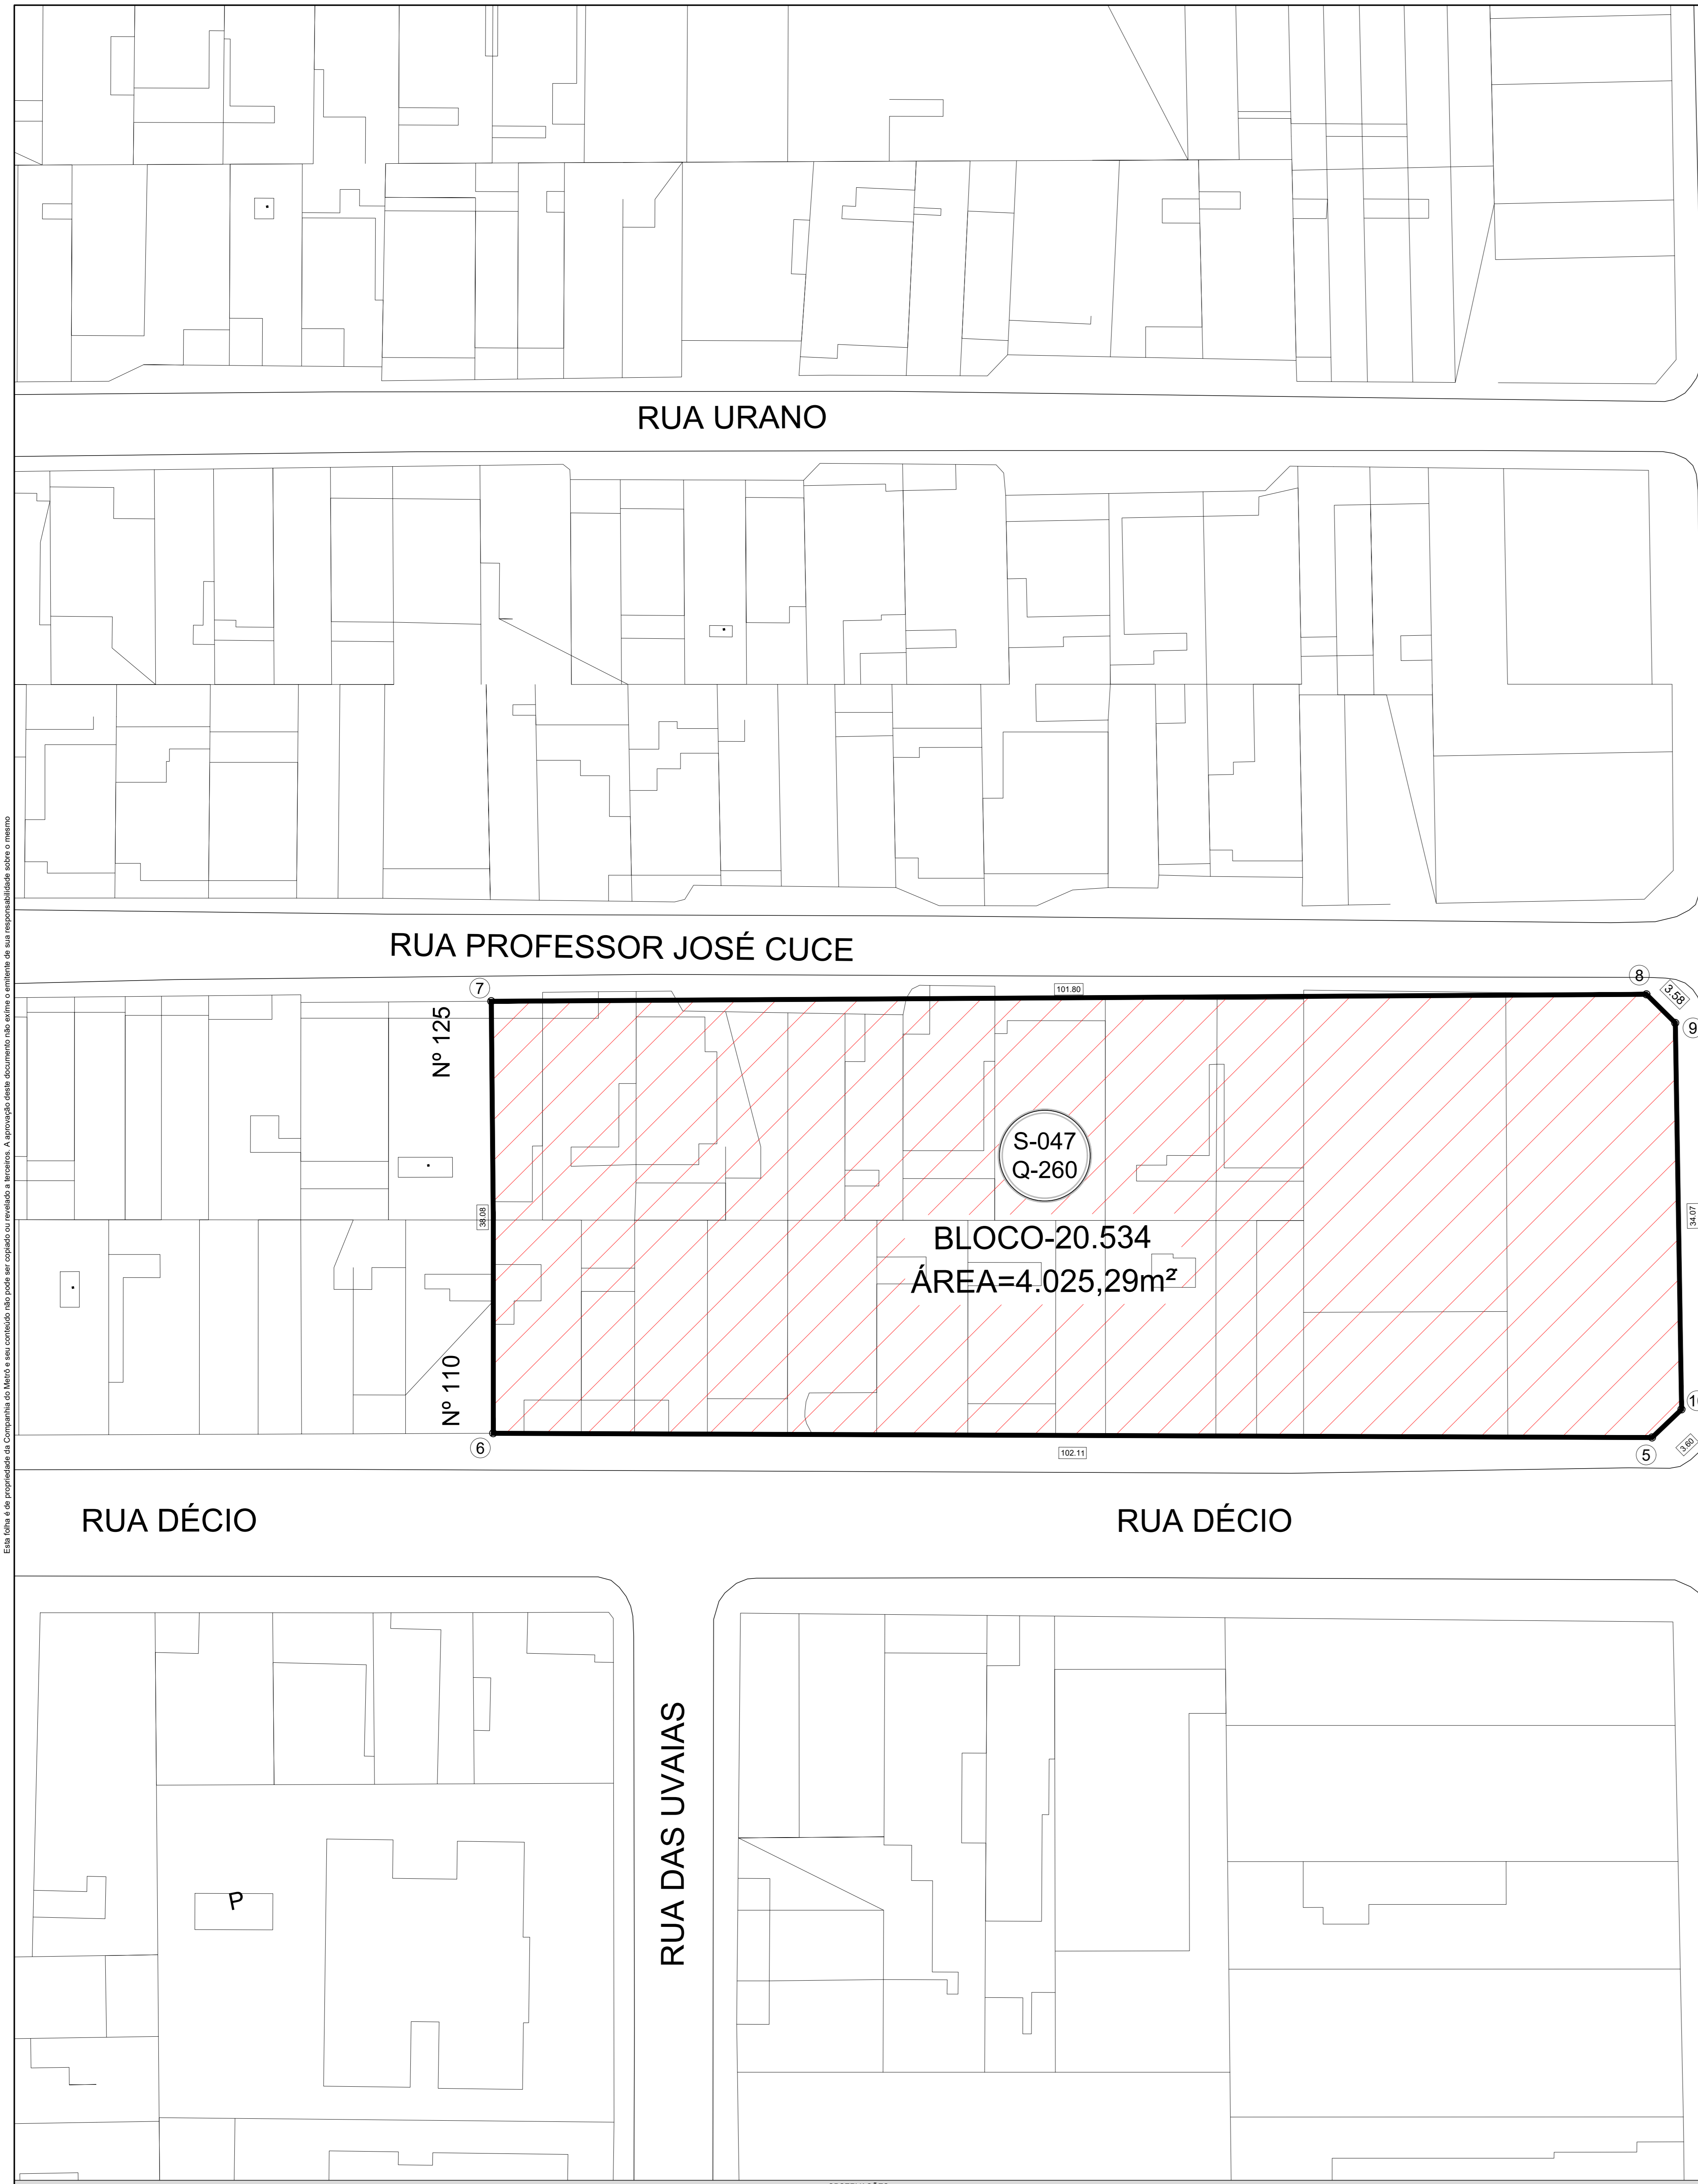 RUA URANO
RUA PROFESSOR JOSÉ CUCE
7
101.80
8
3.58
9
Nº 125
S-047
Q-260
38.08
34.07
BLOCO-20.534
ÁREA=4.025,29m²
Nº 110
6
102.11
5
3.60
RUA DÉCIO
RUA DÉCIO
RUA DAS UVAIAS
P
Esta folha é de propriedade da Companhia do Metrô e seu conteúdo não pode ser copiado ou revelado a terceiros. A aprovação deste documento não exime o emitente de sua responsabilidade sobre o mesmo